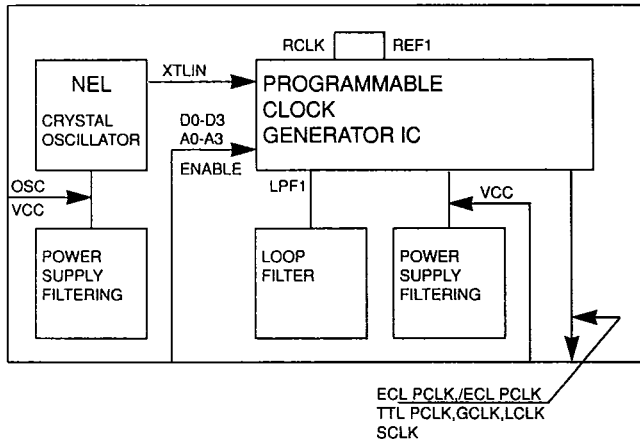 RCLK REF1
NEL
CRYSTAL
OSCILLATOR
XTLIN
PROGRAMMABLE
CLOCK
GENERATOR IC
D0-D3
A0-A3
ENABLE
OSC
VCC
LPF1
VCC
POWER
SUPPLY
FILTERING
LOOP
FILTER
POWER
SUPPLY
FILTERING
ECL PCLK,/ECL PCLK
TTL PCLK,GCLK,LCLK
SCLK